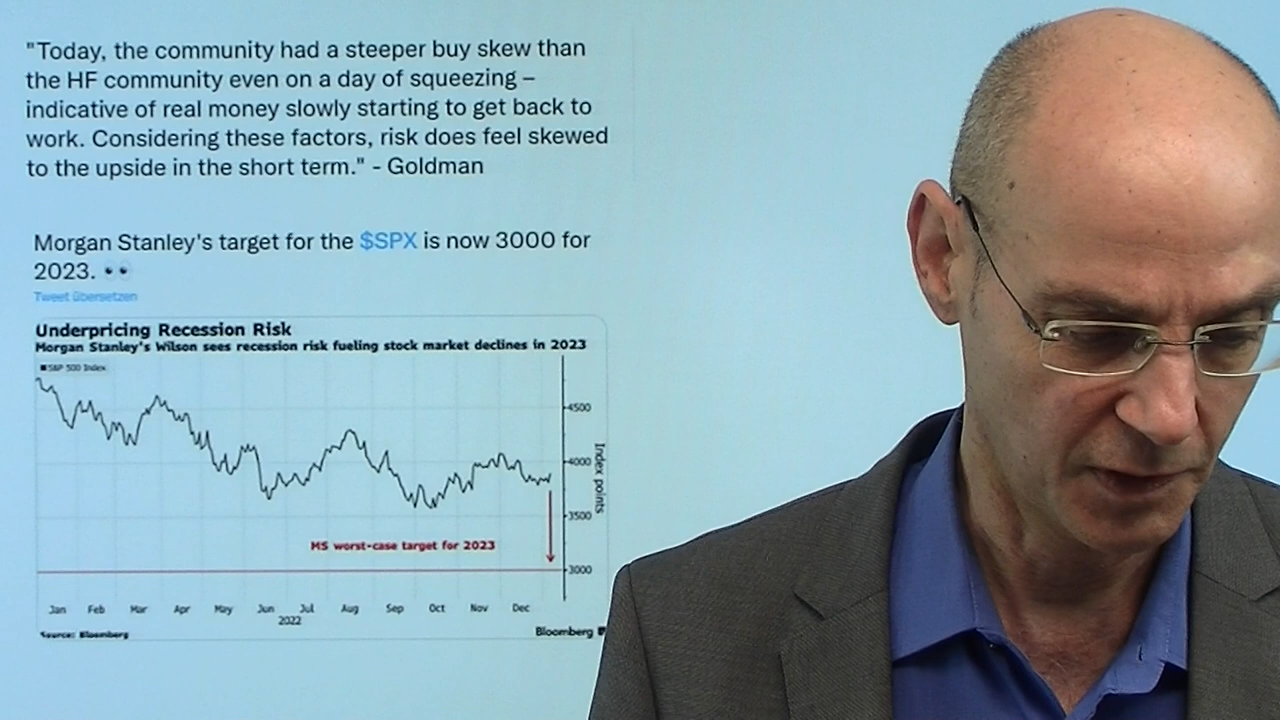 "Today, the community had a steeper buy skew than
the HF community even on a day of squeezing –
indicative of real money slowly starting to get back to
work. Considering these factors, risk does feel skewed
to the upside in the short term." - Goldman
Morgan Stanley's target for the $SPX is now 3000 for
2023. 👀
Tweet übersetzen
Underpricing Recession Risk
Morgan Stanley's Wilson sees recession risk fueling stock market declines in 2023
S&P 500 Index
4500
4000
3500
3000
Index points
MS worst-case target for 2023
Jan Feb Mar Apr May Jun Jul Aug Sep Oct Nov Dec
2022
Source: Bloomberg
Bloomberg